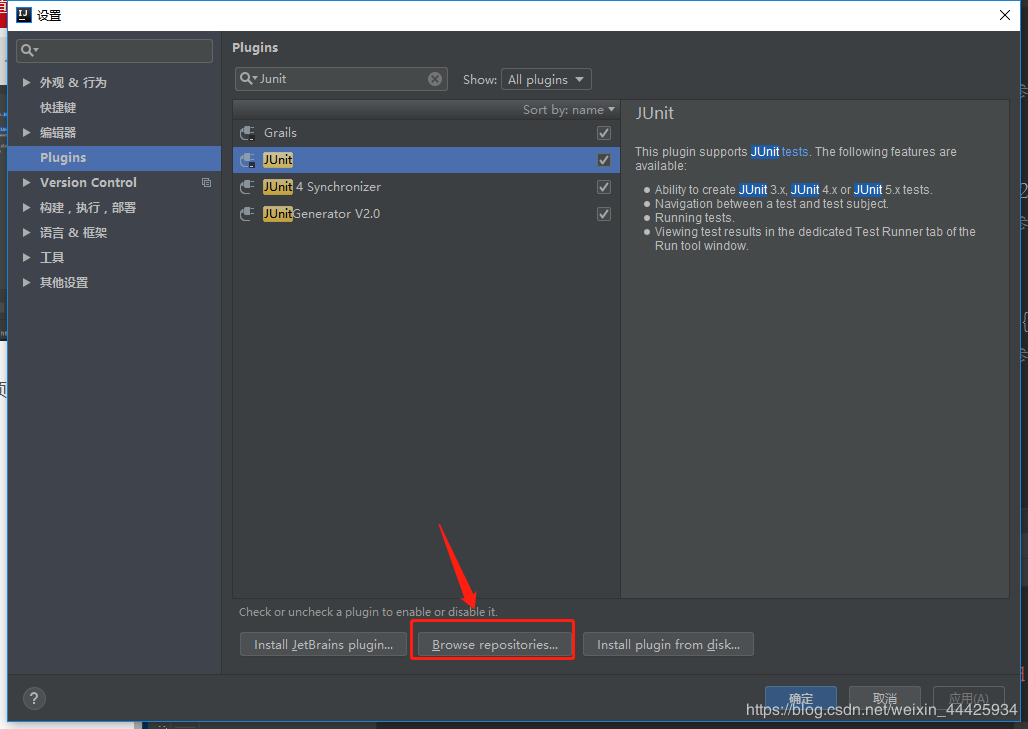 设置
Plugins
Junit
Show: All plugins
外观 & 行为
快捷键
编辑器
Plugins
Version Control
构建，执行，部署
语言 & 框架
工具
其他设置
Sort by: name
Grails
JUnit
JUnit 4 Synchronizer
JUnitGenerator V2.0
JUnit
This plugin supports JUnit tests. The following features are
available:
Ability to create JUnit 3.x, JUnit 4.x or JUnit 5.x tests.
Navigation between a test and test subject.
Running tests.
Viewing test results in the dedicated Test Runner tab of the
Run tool window.
Check or uncheck a plugin to enable or disable it.
Install JetBrains plugin...
Browse repositories...
Install plugin from disk...
?
确定
取消
应用(A)
https://blog.csdn.net/weixin_44425934